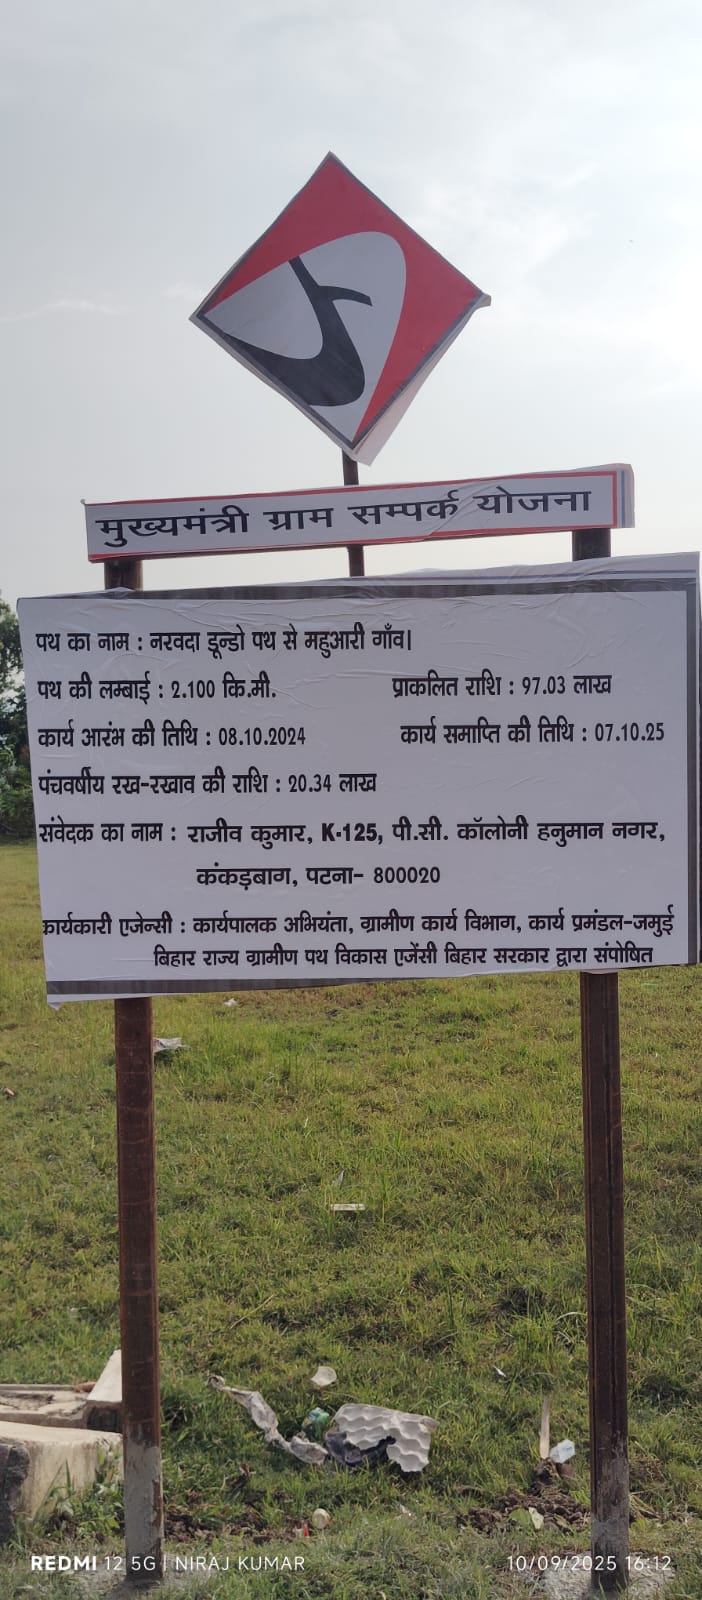 मुख्यमंत्री ग्राम सम्पर्क योजना
पथ का नाम : नरवदा डून्डो पथ से महुआरी गाँव।
पथ की लम्बाई : 2.100 कि.मी. प्राकलित राशि : 97.03 लाख
कार्य आरंभ की तिथि : 08.10.2024 कार्य समाप्ति की तिथि : 07.10.25
पंचवर्षीय रख-रखाव की राशि : 20.34 लाख
संवेदक का नाम : राजीव कुमार, K-125, पी.सी. कॉलोनी हनुमान नगर,
कंकड़बाग, पटना- 800020
कार्यकारी एजेन्सी : कार्यपालक अभियंता, ग्रामीण कार्य विभाग, कार्य प्रमंडल-जमुई
बिहार राज्य ग्रामीण पथ विकास एजेंसी बिहार सरकार द्वारा संपोषित
REDMI 12 5G | NIRAJ KUMAR 10/09/2025 16:12